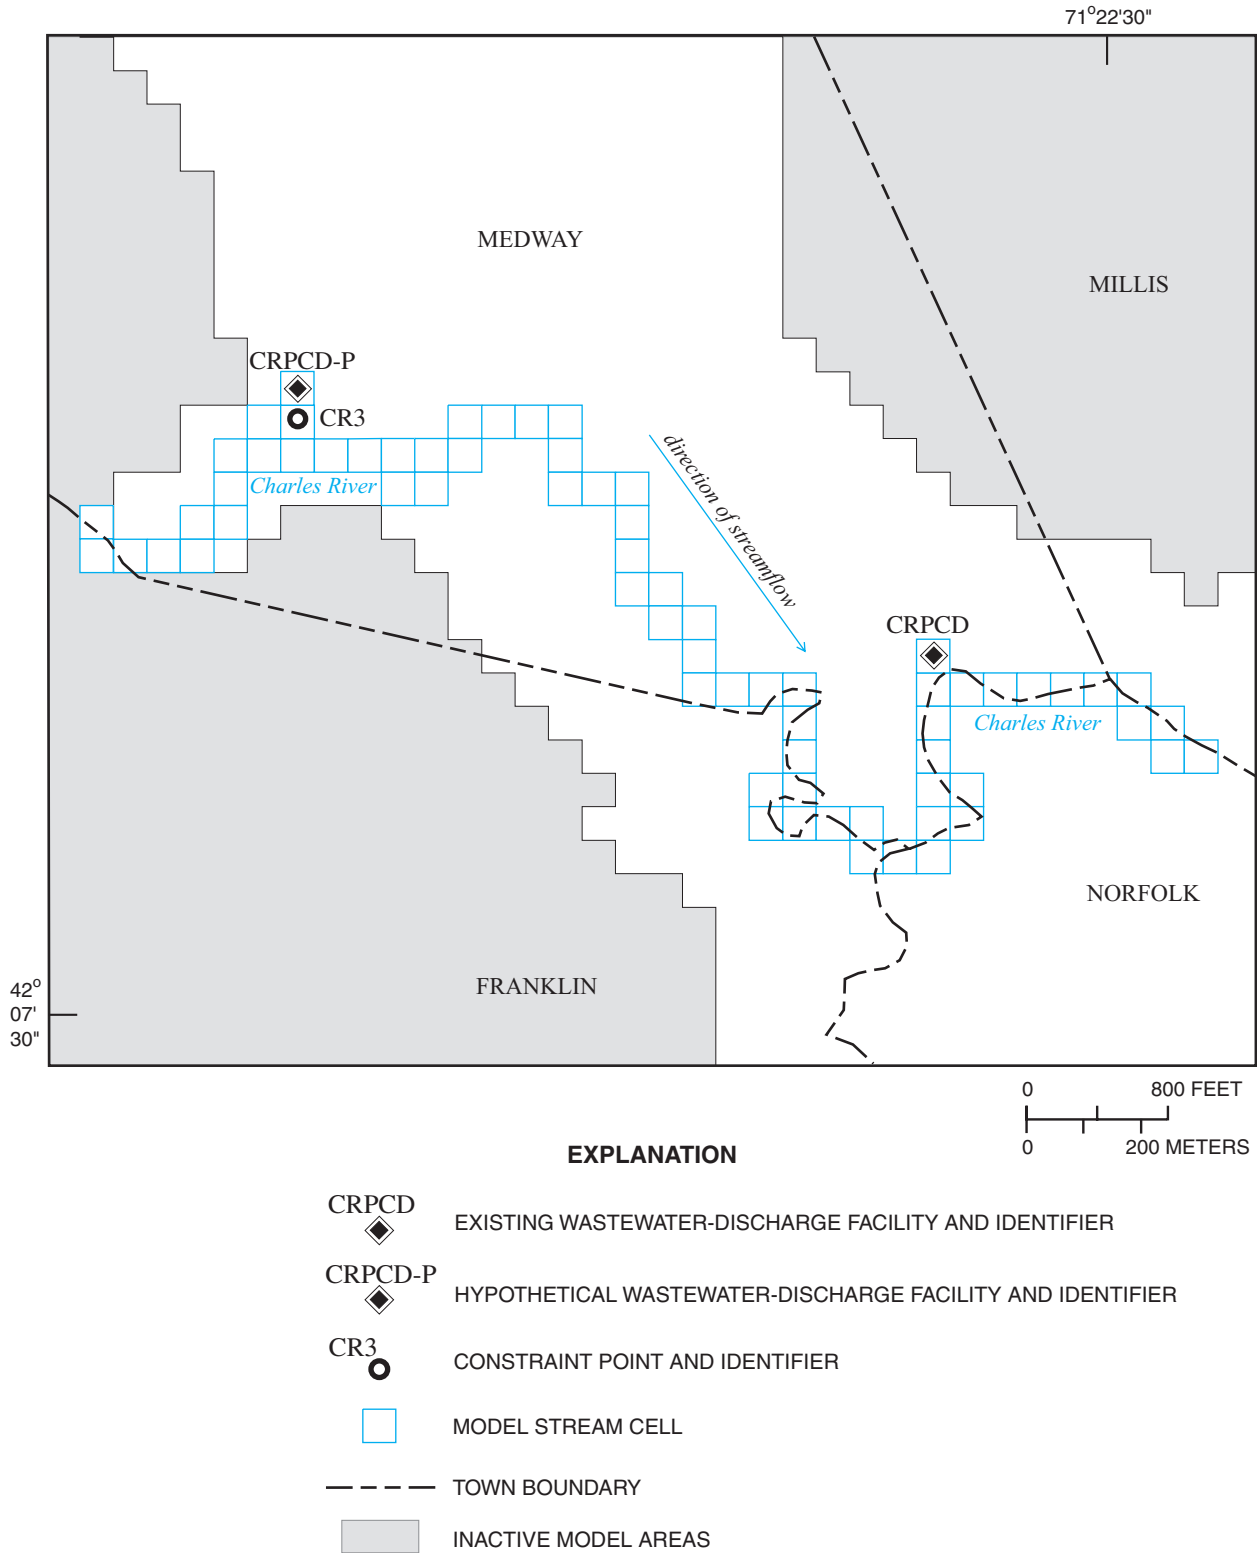 71°22'30"
MEDWAY
MILLIS
CRPCD-P
CR3
Charles River
direction of streamflow
CRPCD
Charles River
NORFOLK
FRANKLIN
42°
07'
30"
0 800 FEET
0 200 METERS
EXPLANATION
CRPCD
EXISTING WASTEWATER-DISCHARGE FACILITY AND IDENTIFIER
CRPCD-P
HYPOTHETICAL WASTEWATER-DISCHARGE FACILITY AND IDENTIFIER
CR3
CONSTRAINT POINT AND IDENTIFIER
MODEL STREAM CELL
TOWN BOUNDARY
INACTIVE MODEL AREAS